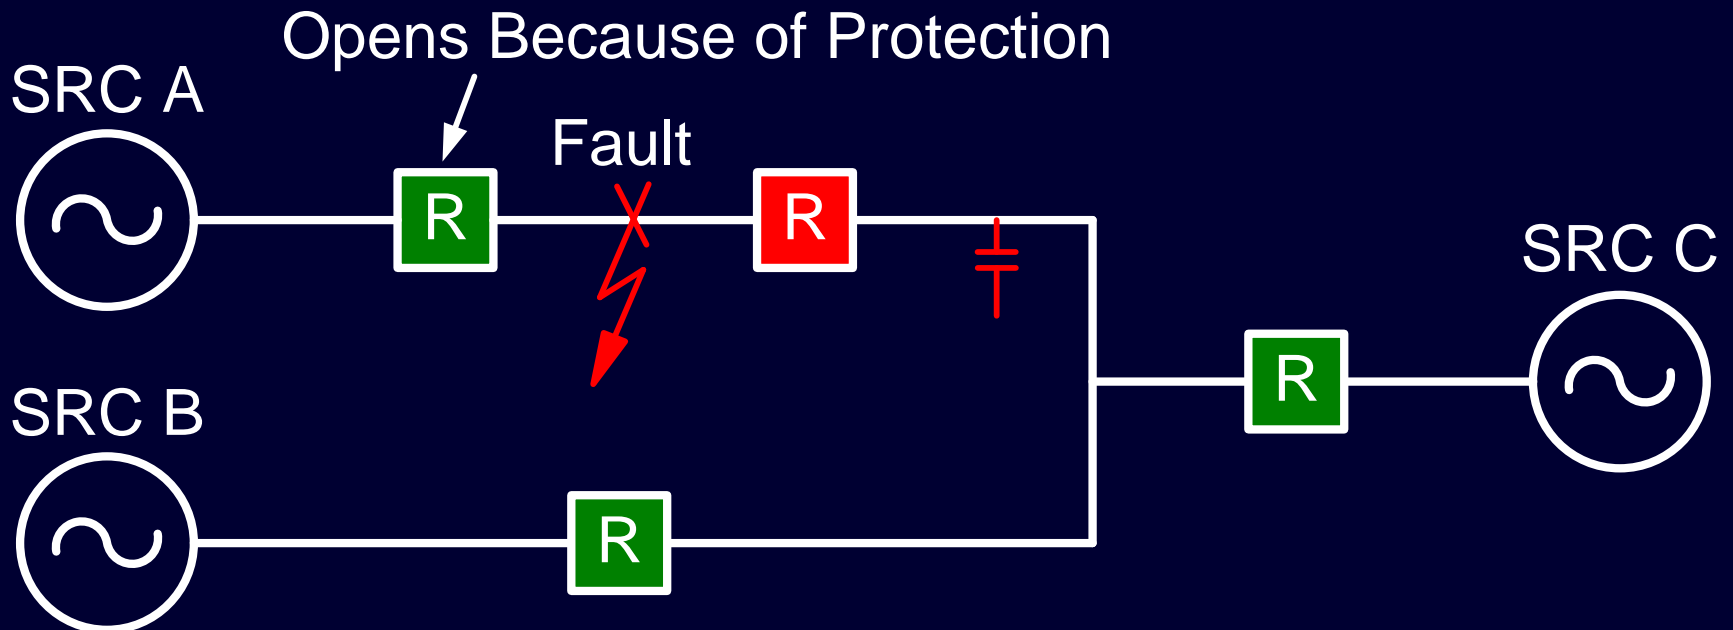 Opens Because of Protection
SRC A
Fault
R
R
SRC C
R
SRC B
R